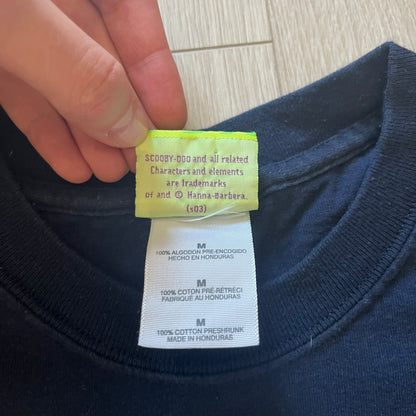 SCOOBY-DOO and all related
Characters and elements
are Trademarks
of and © Hanna-Barbera.
(s03)
M
100% ALGODON PRE-ENCOGIDO
HECHO EN HONDURAS
M
100% COTON PRÉ-RÉTRÉCI
FABRIQUÉ AU HONDURAS
M
100% COTTON PRESHRUNK
MADE IN HONDURAS